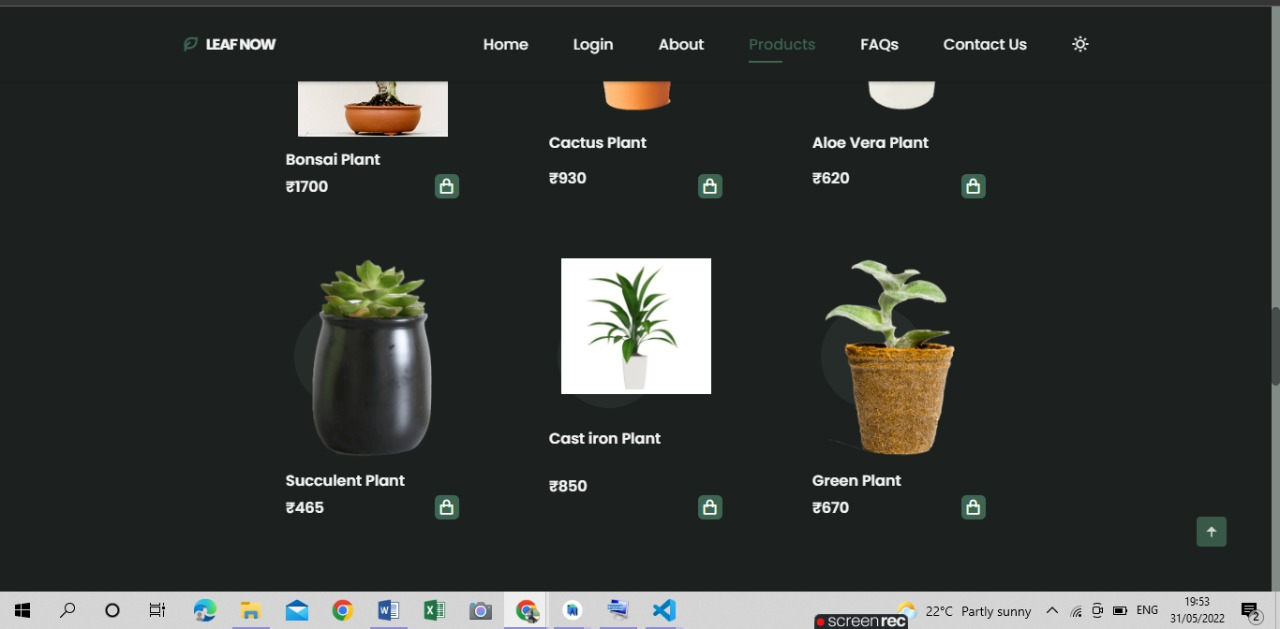 LEAF NOW
Home Login About Products FAQs Contact Us
Bonsai Plant
₹1700
Cactus Plant
₹930
Aloe Vera Plant
₹620
Succulent Plant
₹465
Cast iron Plant
₹850
Green Plant
₹670
screenrec
22°C Partly sunny
ENG
19:53
31/05/2022
2